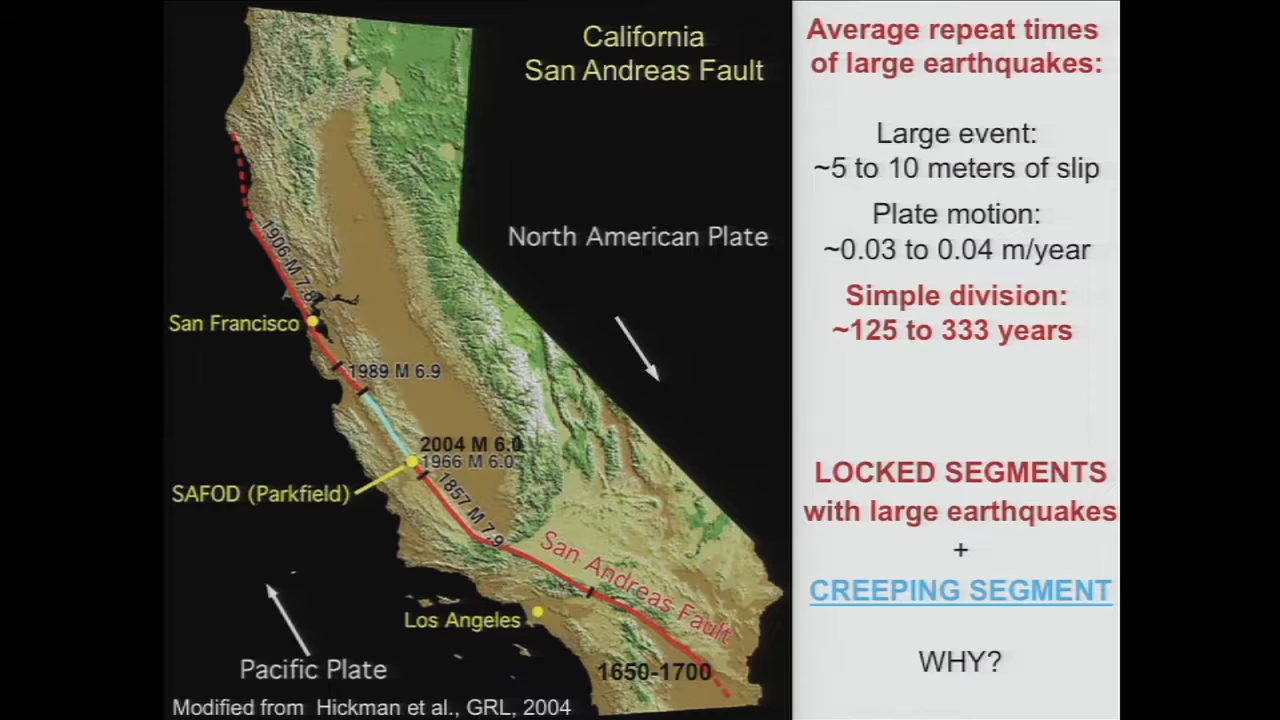 California
San Andreas Fault
North American Plate
1906 M 7.8
San Francisco
1989 M 6.9
2004 M 6.0
1966 M 6.0
SAFOD (Parkfield)
1857 M 7.9
San Andreas Fault
Los Angeles
Pacific Plate
1650-1700
Modified from Hickman et al., GRL, 2004
Average repeat times
of large earthquakes:
Large event:
~5 to 10 meters of slip
Plate motion:
~0.03 to 0.04 m/year
Simple division:
~125 to 333 years
LOCKED SEGMENTS
with large earthquakes
+
CREEPING SEGMENT
WHY?